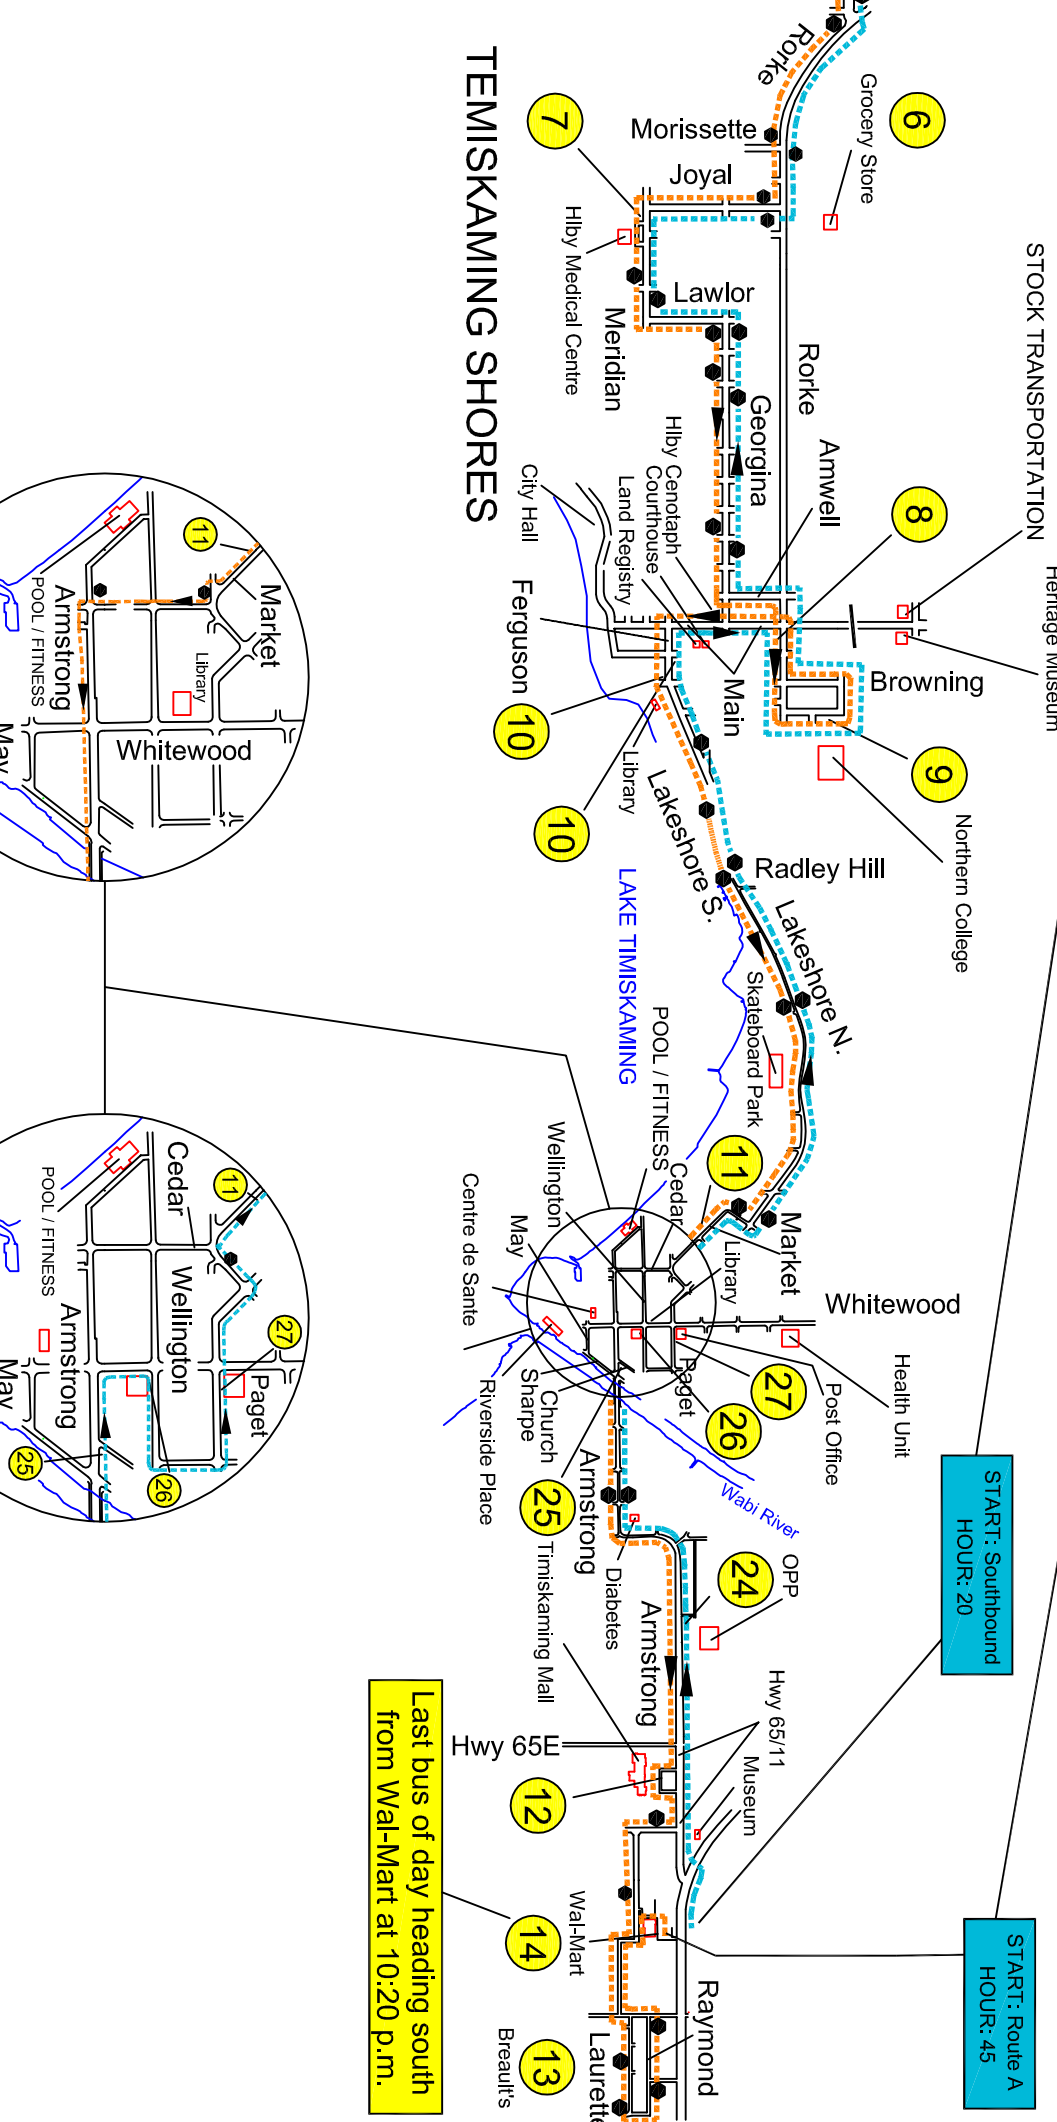 Rorke
Grocery Store
6
Morissette
7
Joyal
Hlby Medical Centre
TEMISKAMING SHORES
STOCK TRANSPORTATION
Heritage Museum
Lawlor
Meridian
Rorke
Georgina
Amwell
8
Hlby Cenotaph
Courthouse
Land Registry
City Hall
Ferguson
10
Main
Browning
9
Library
10
Northern College
Lakeshore S.
Radley Hill
Lakeshore N.
LAKE TIMISKAMING
Skateboard Park
POOL / FITNESS
11
Market
Cedar
Wellington
Library
Whitewood
May
Centre de Sante
Health Unit
Post Office
27
Paget
26
Church
Sharpe
Riverside Place
25
Armstrong
Wabi River
Diabetes
24
OPP
Timiskaming Mall
Armstrong
Hwy 65/11
Museum
Hwy 65E
12
Wal-Mart
14
Raymond
Laurette
13
Breault's
START: Southbound
HOUR: 20
START: Route A
HOUR: 45
Last bus of day heading south
from Wal-Mart at 10:20 p.m.
11
Market
POOL / FITNESS
Armstrong
Library
Whitewood
May
11
Cedar
POOL / FITNESS
Wellington
Armstrong
27
Paget
May
25
26